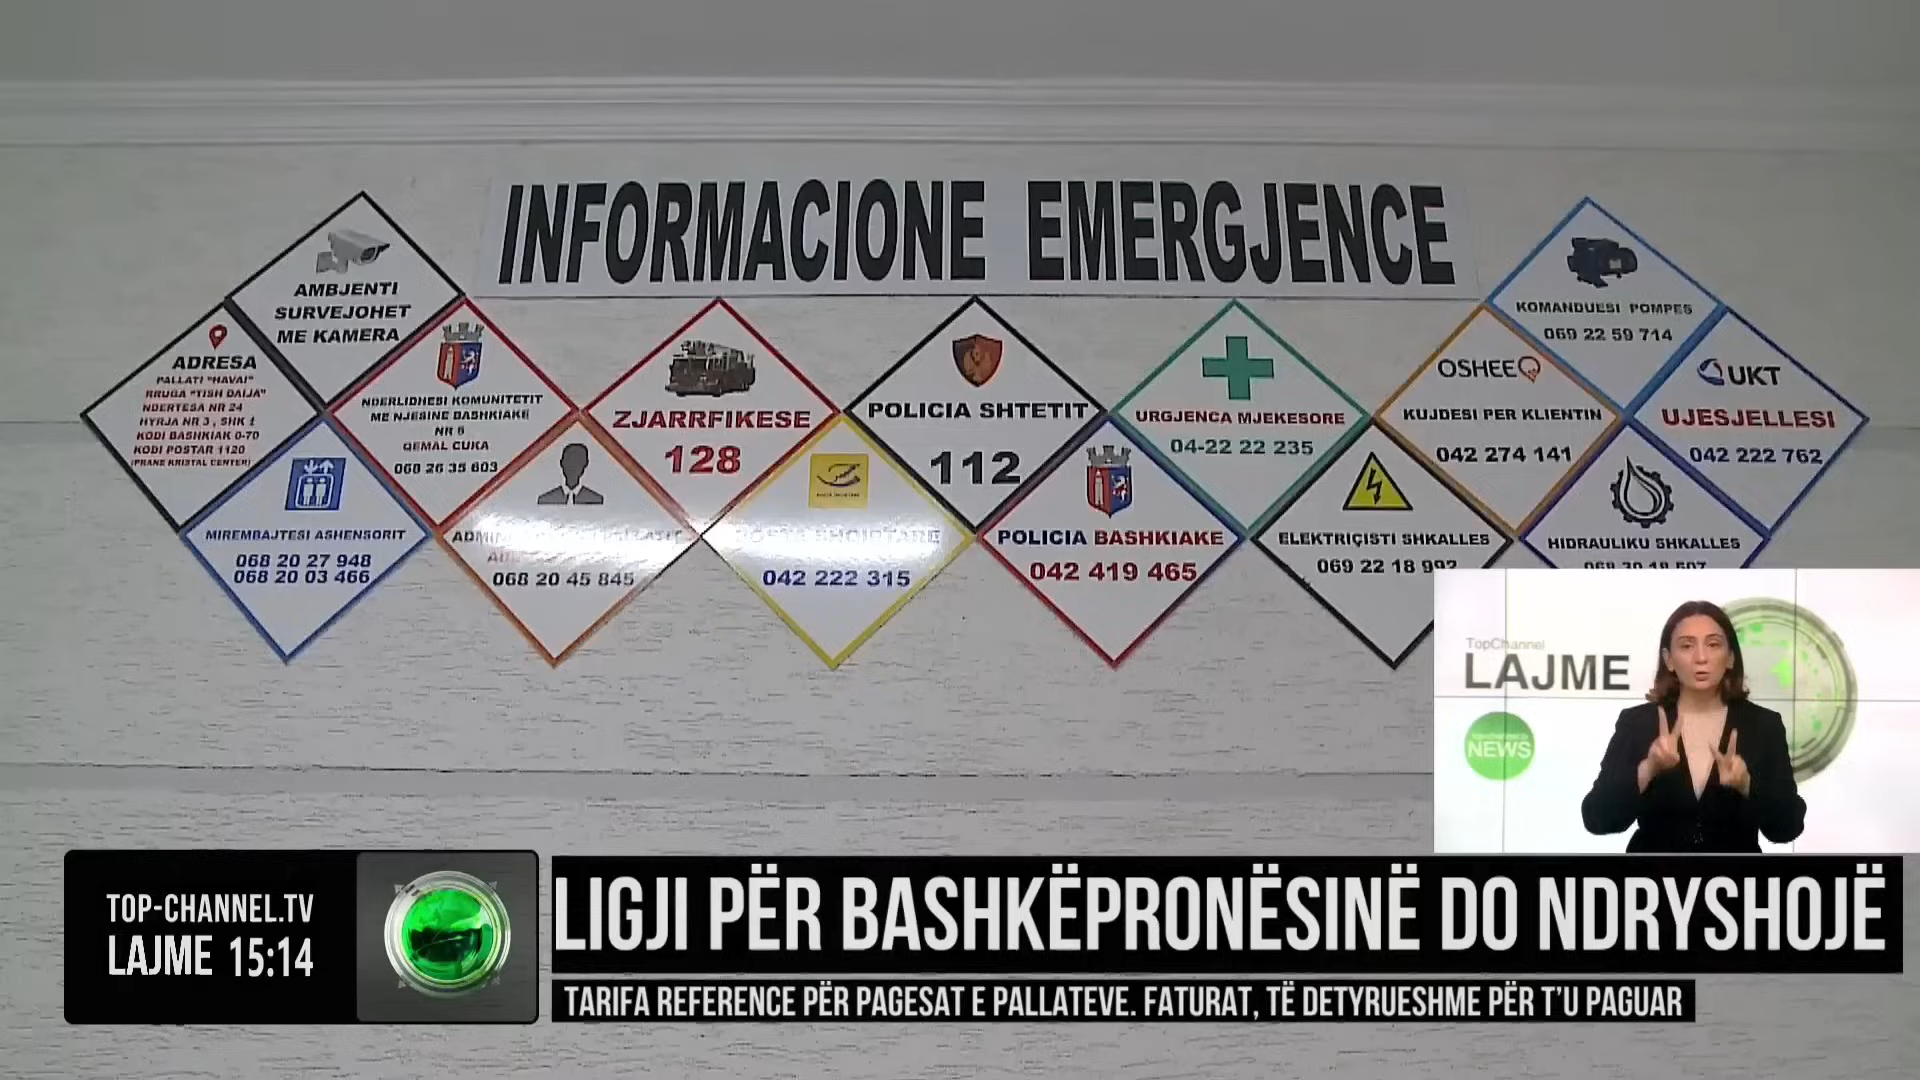 INFORMACIONE EMERGJENCE
AMBJENTI
SURVEJOHET
ME KAMERA
ADRESA
PALLATI "HAVAI"
RRUGA "TISH DAIJA"
NDERTESA NR 24
HYRJA NR 3, SHK 1
KODI BASHKIAK 0-70
KODI POSTAR 1120
(PRANE KRISTAL CENTER)
NDERLIDHESI KOMUNITETIT
ME NJESINE BASHKIAKE
NR 5
QEMAL CUKA
068 26 35 603
ZJARRFIKESE
128
POLICIA SHTETIT
112
URGJENCA MJEKESORE
04-22 22 235
OSHEE
KUJDESI PER KLIENTIN
042 274 141
KOMANDUESI POMPES
069 22 59 714
UKT
UJESJELLESI
042 222 762
MIREMBAJTESI ASHENSORIT
068 20 27 948
068 20 03 466
068 20 45 845
POSTA SHQIPTARE
042 222 315
POLICIA BASHKIAKE
042 419 465
ELEKTRIÇISTI SHKALLES
069 22 18 992
HIDRAULIKU SHKALLES
TopChannel
LAJME
NEWS
TOP-CHANNEL.TV
LAJME 15:14
LIGJI PËR BASHKËPRONËSINË DO NDRYSHOJË
TARIFA REFERENCE PËR PAGESAT E PALLATEVE. FATURAT, TË DETYRUESHME PËR T'U PAGUAR